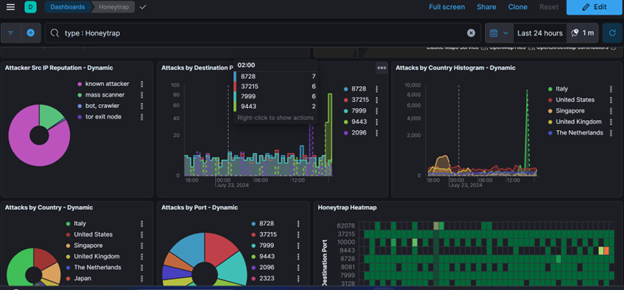 D Dashboards Honeytrap Full screen Share Clone Reset Edit
type : Honeytrap Last 24 hours 1 m
Attacker Src IP Reputation - Dynamic
known attacker
mass scanner
bot, crawler
tor exit node
Attacks by Destination P
02:00
8728 7
37215 6
7999 6
9443 2
Right-click to show actions
100
80
60
40
20
0
18:00 00:00 06:00 12:00
July 23, 2024
8728
37215
7999
9443
2096
Attacks by Country Histogram - Dynamic
10,000
8,000
6,000
4,000
2,000
0
18:00 00:00 06:00 12:00
July 23, 2024
Italy
United States
Singapore
United Kingdom
The Netherlands
Attacks by Country - Dynamic
Italy
United States
Singapore
United Kingdom
The Netherlands
Japan
Attacks by Port - Dynamic
8728
37215
7999
9443
2096
2323
Honeytrap Heatmap
Destination Port
62078
37215
10000
9443
8728
8081
7999
3128